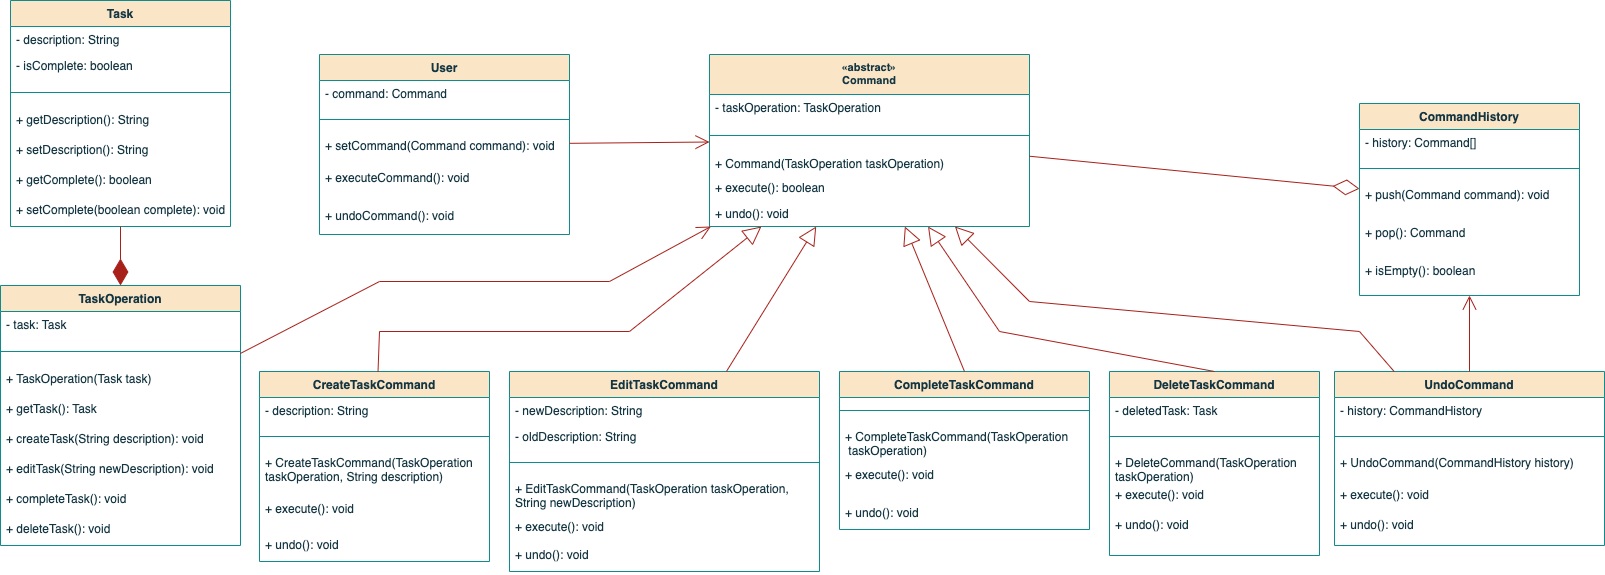 Task
- description: String
- isComplete: boolean
+ getDescription(): String
+ setDescription(): String
+ getComplete(): boolean
+ setComplete(boolean complete): void
User
- command: Command
+ setCommand(Command command): void
+ executeCommand(): void
+ undoCommand(): void
«abstract»
Command
- taskOperation: TaskOperation
+ Command(TaskOperation taskOperation)
+ execute(): boolean
+ undo(): void
CommandHistory
- history: Command[]
+ push(Command command): void
+ pop(): Command
+ isEmpty(): boolean
TaskOperation
- task: Task
+ TaskOperation(Task task)
+ getTask(): Task
+ createTask(String description): void
+ editTask(String newDescription): void
+ completeTask(): void
+ deleteTask(): void
CreateTaskCommand
- description: String
+ CreateTaskCommand(TaskOperation
taskOperation, String description)
+ execute(): void
+ undo(): void
EditTaskCommand
- newDescription: String
- oldDescription: String
+ EditTaskCommand(TaskOperation taskOperation,
String newDescription)
+ execute(): void
+ undo(): void
CompleteTaskCommand
+ CompleteTaskCommand(TaskOperation
taskOperation)
+ execute(): void
+ undo(): void
DeleteTaskCommand
- deletedTask: Task
+ DeleteCommand(TaskOperation
taskOperation)
+ execute(): void
+ undo(): void
UndoCommand
- history: CommandHistory
+ UndoCommand(CommandHistory history)
+ execute(): void
+ undo(): void